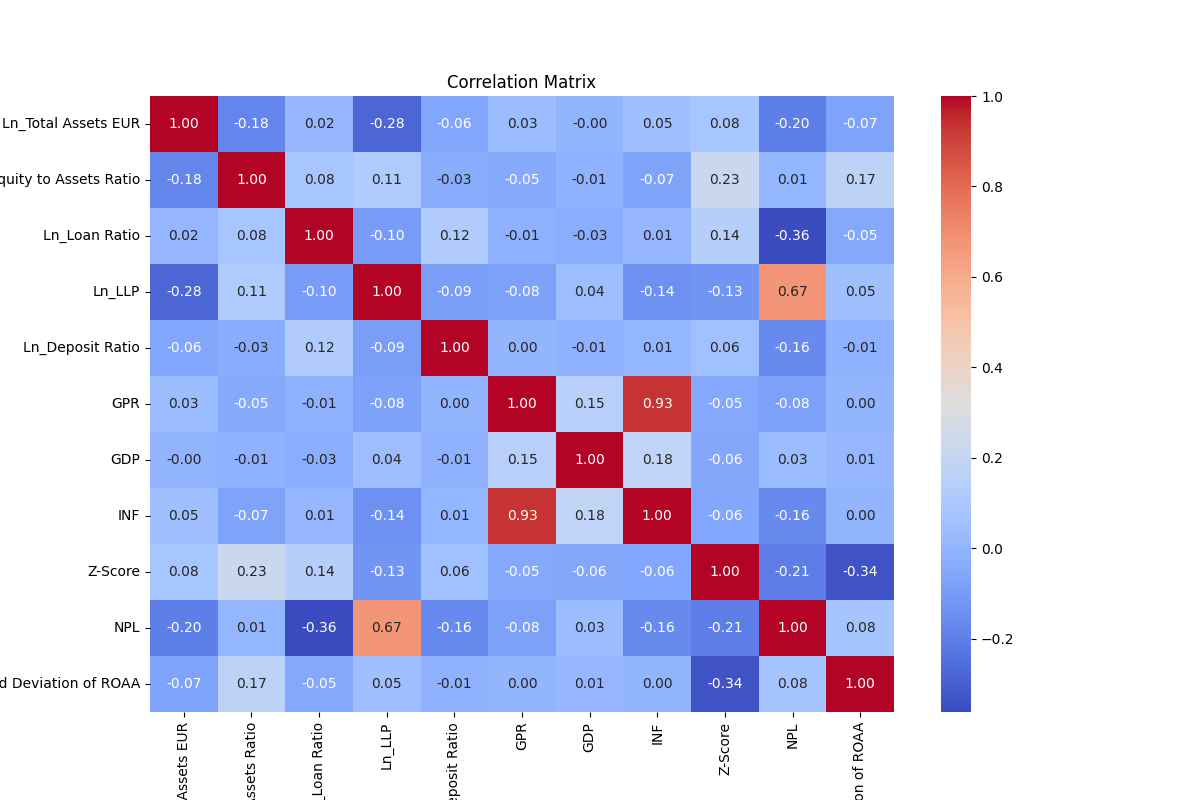 Correlation Matrix
Ln_Total Assets EUR 1.00 -0.18 0.02 -0.28 -0.06 0.03 -0.00 0.05 0.08 -0.20 -0.07
quity to Assets Ratio -0.18 1.00 0.08 0.11 -0.03 -0.05 -0.01 -0.07 0.23 0.01 0.17
Ln_Loan Ratio 0.02 0.08 1.00 -0.10 0.12 -0.01 -0.03 0.01 0.14 -0.36 -0.05
Ln_LLP -0.28 0.11 -0.10 1.00 -0.09 -0.08 0.04 -0.14 -0.13 0.67 0.05
Ln_Deposit Ratio -0.06 -0.03 0.12 -0.09 1.00 0.00 -0.01 0.01 0.06 -0.16 -0.01
GPR 0.03 -0.05 -0.01 -0.08 0.00 1.00 0.15 0.93 -0.05 -0.08 0.00
GDP -0.00 -0.01 -0.03 0.04 -0.01 0.15 1.00 0.18 -0.06 0.03 0.01
INF 0.05 -0.07 0.01 -0.14 0.01 0.93 0.18 1.00 -0.06 -0.16 0.00
Z-Score 0.08 0.23 0.14 -0.13 0.06 -0.05 -0.06 -0.06 1.00 -0.21 -0.34
NPL -0.20 0.01 -0.36 0.67 -0.16 -0.08 0.03 -0.16 -0.21 1.00 0.08
d Deviation of ROAA -0.07 0.17 -0.05 0.05 -0.01 0.00 0.01 0.00 -0.34 0.08 1.00
Assets EUR
ssets Ratio
_Loan Ratio
Ln_LLP
eposit Ratio
GPR
GDP
INF
Z-Score
NPL
on of ROAA
1.0
0.8
0.6
0.4
0.2
0.0
−0.2